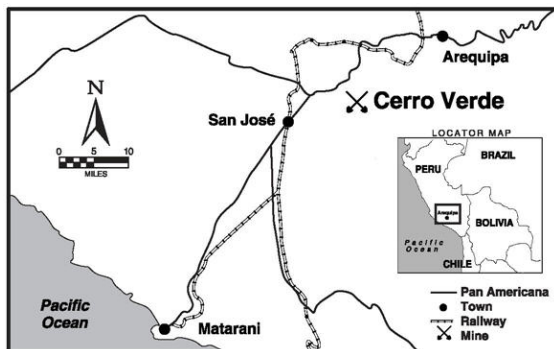 Arequipa
N
San José
Cerro Verde
0 5 10
MILES
LOCATOR MAP
PERU
BRAZIL
Arequipa
BOLIVIA
Pacific
Ocean
CHILE
Pacific
Ocean
Matarani
Pan Americana
Town
Railway
Mine